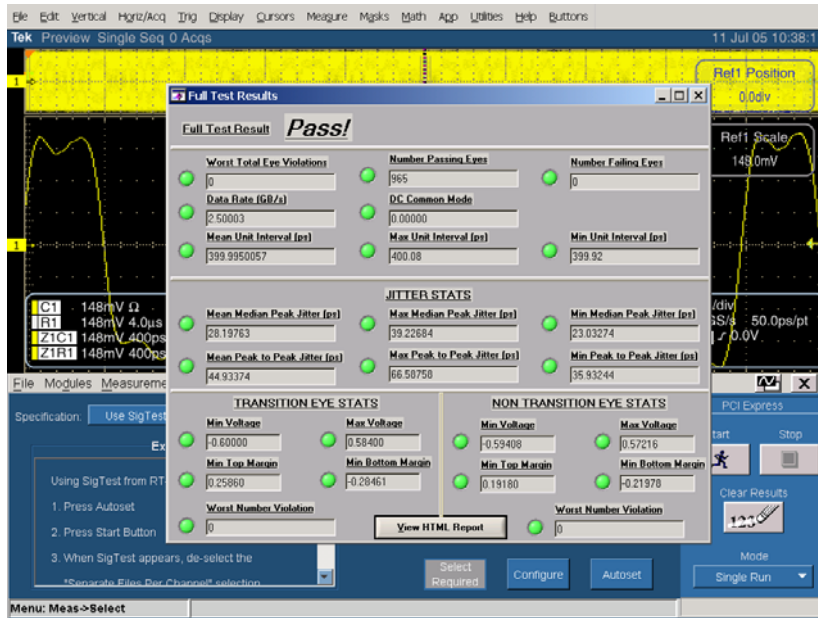 File Edit Vertical Horiz/Acq Trig Display Cursors Measure Masks Math App Utilities Help Buttons
Tek Preview Single Seq 0 Acqs 11 Jul 05 10:38:1
Ref1 Position
0.0div
Ref1 Scale
148.0mV
1
1
Full Test Results
Full Test Result Pass!
Worst Total Eye Violations Number Passing Eyes Number Failing Eyes
0 965 0
Data Rate (GB/s) DC Common Mode
2.50003 0.00000
Mean Unit Interval (ps) Max Unit Interval (ps) Min Unit Interval (ps)
399.9950057 400.08 399.92
JITTER STATS
Mean Median Peak Jitter (ps) Max Median Peak Jitter (ps) Min Median Peak Jitter (ps)
28.19763 39.22684 23.03274
Mean Peak to Peak Jitter (ps) Max Peak to Peak Jitter (ps) Min Peak to Peak Jitter (ps)
44.93374 66.58750 35.93244
TRANSITION EYE STATS NON TRANSITION EYE STATS
Min Voltage Max Voltage Min Voltage Max Voltage
-0.60000 0.58400 -0.59408 0.57216
Min Top Margin Min Bottom Margin Min Top Margin Min Bottom Margin
0.25860 -0.28461 0.19180 -0.21978
Worst Number Violation Worst Number Violation
0 View HTML Report 0
C1 148mV Ω
R1 148mV 4.0µs
Z1C1 148mV 400ps
Z1R1 148mV 400ps
/div
GS/s 50.0ps/pt
0.0V
File Modules Measureme
Specification: Use SigTest
Ex
Using SigTest from RT-
1. Press Autoset
2. Press Start Button
3. When SigTest appears, de-select the
"Separate Files Per Channel" selection
Select
Required
Configure
Autoset
PCI Express
tart Stop
Clear Results
123
Mode
Single Run
Menu: Meas->Select